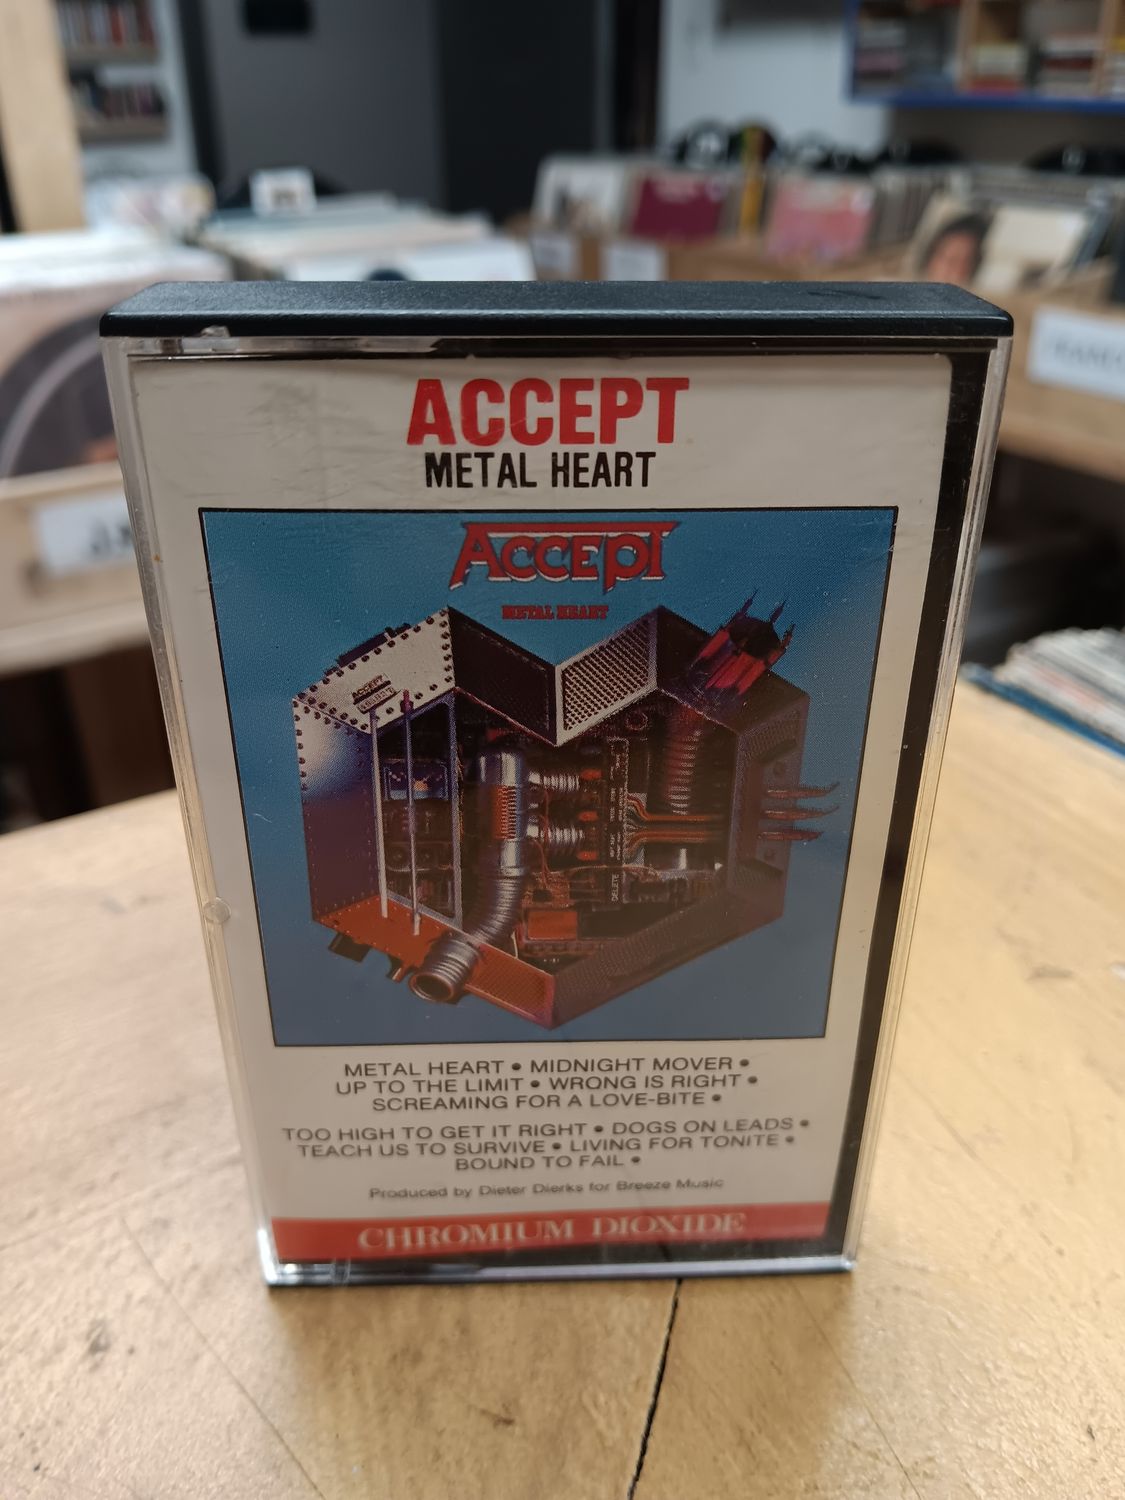 ACCEPT
METAL HEART
ACCEPT
METAL HEART
ACCEPT
DELETE
METAL HEART • MIDNIGHT MOVER •
UP TO THE LIMIT • WRONG IS RIGHT •
SCREAMING FOR A LOVE-BITE •
TOO HIGH TO GET IT RIGHT • DOGS ON LEADS •
TEACH US TO SURVIVE • LIVING FOR TONITE •
BOUND TO FAIL •
Produced by Dieter Dierks for Breeze Music
CHROMIUM DIOXIDE